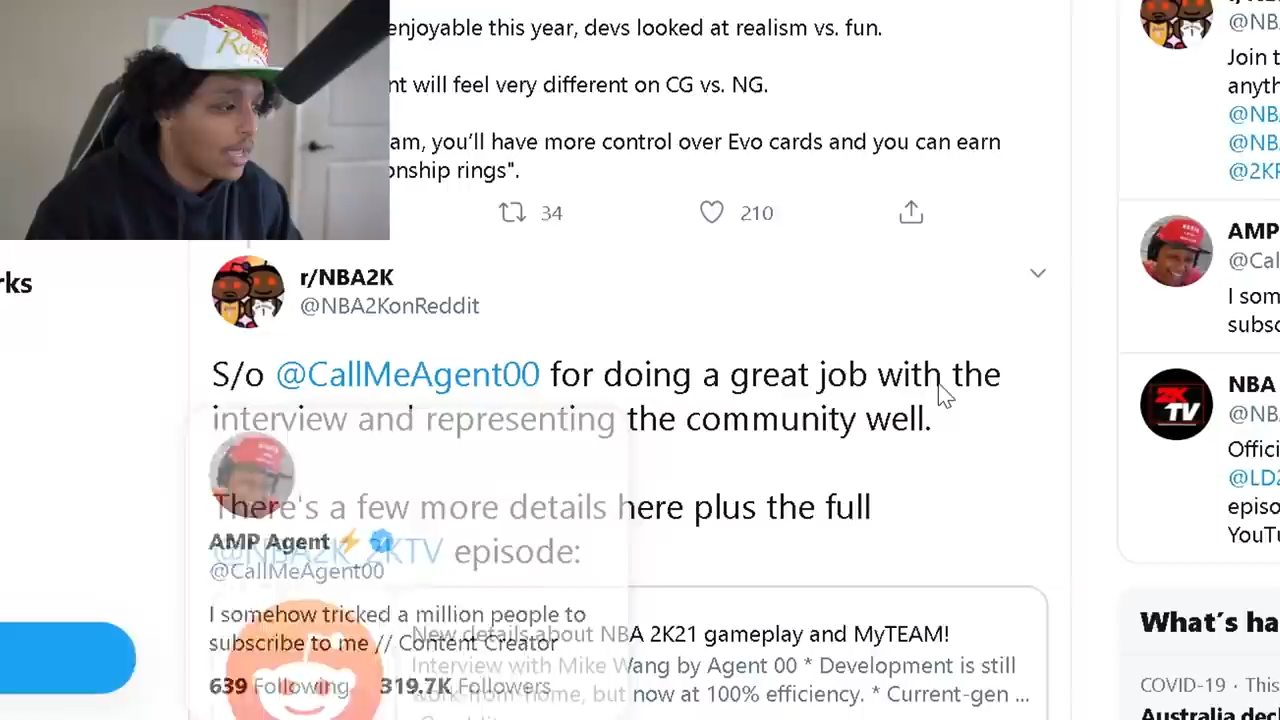 enjoyable this year, devs looked at realism vs. fun.
nt will feel very different on CG vs. NG.
am, you'll have more control over Evo cards and you can earn
onship rings".
34
210
rks
r/NBA2K
@NBA2KonReddit
S/o @CallMeAgent00 for doing a great job with the
interview and representing the community well.
There's a few more details here plus the full
@NBA2K_2KTV episode:
AMP Agent⚡
@CallMeAgent00
I somehow tricked a million people to
subscribe to me // Content Creator
639 Following
319.7K Followers
New details about NBA 2K21 gameplay and MyTEAM!
Interview with Mike Wang by Agent 00 * Development is still
work-from-home, but now at 100% efficiency. * Current-gen ...
@NB
Join t
anyth
@NB
@NB
@2KF
AMP
@Cal
I som
subsc
2K
TV
NBA
@NB
Offici
@LD2
episo
YouTu
What's ha
COVID-19 · This
Australia decl